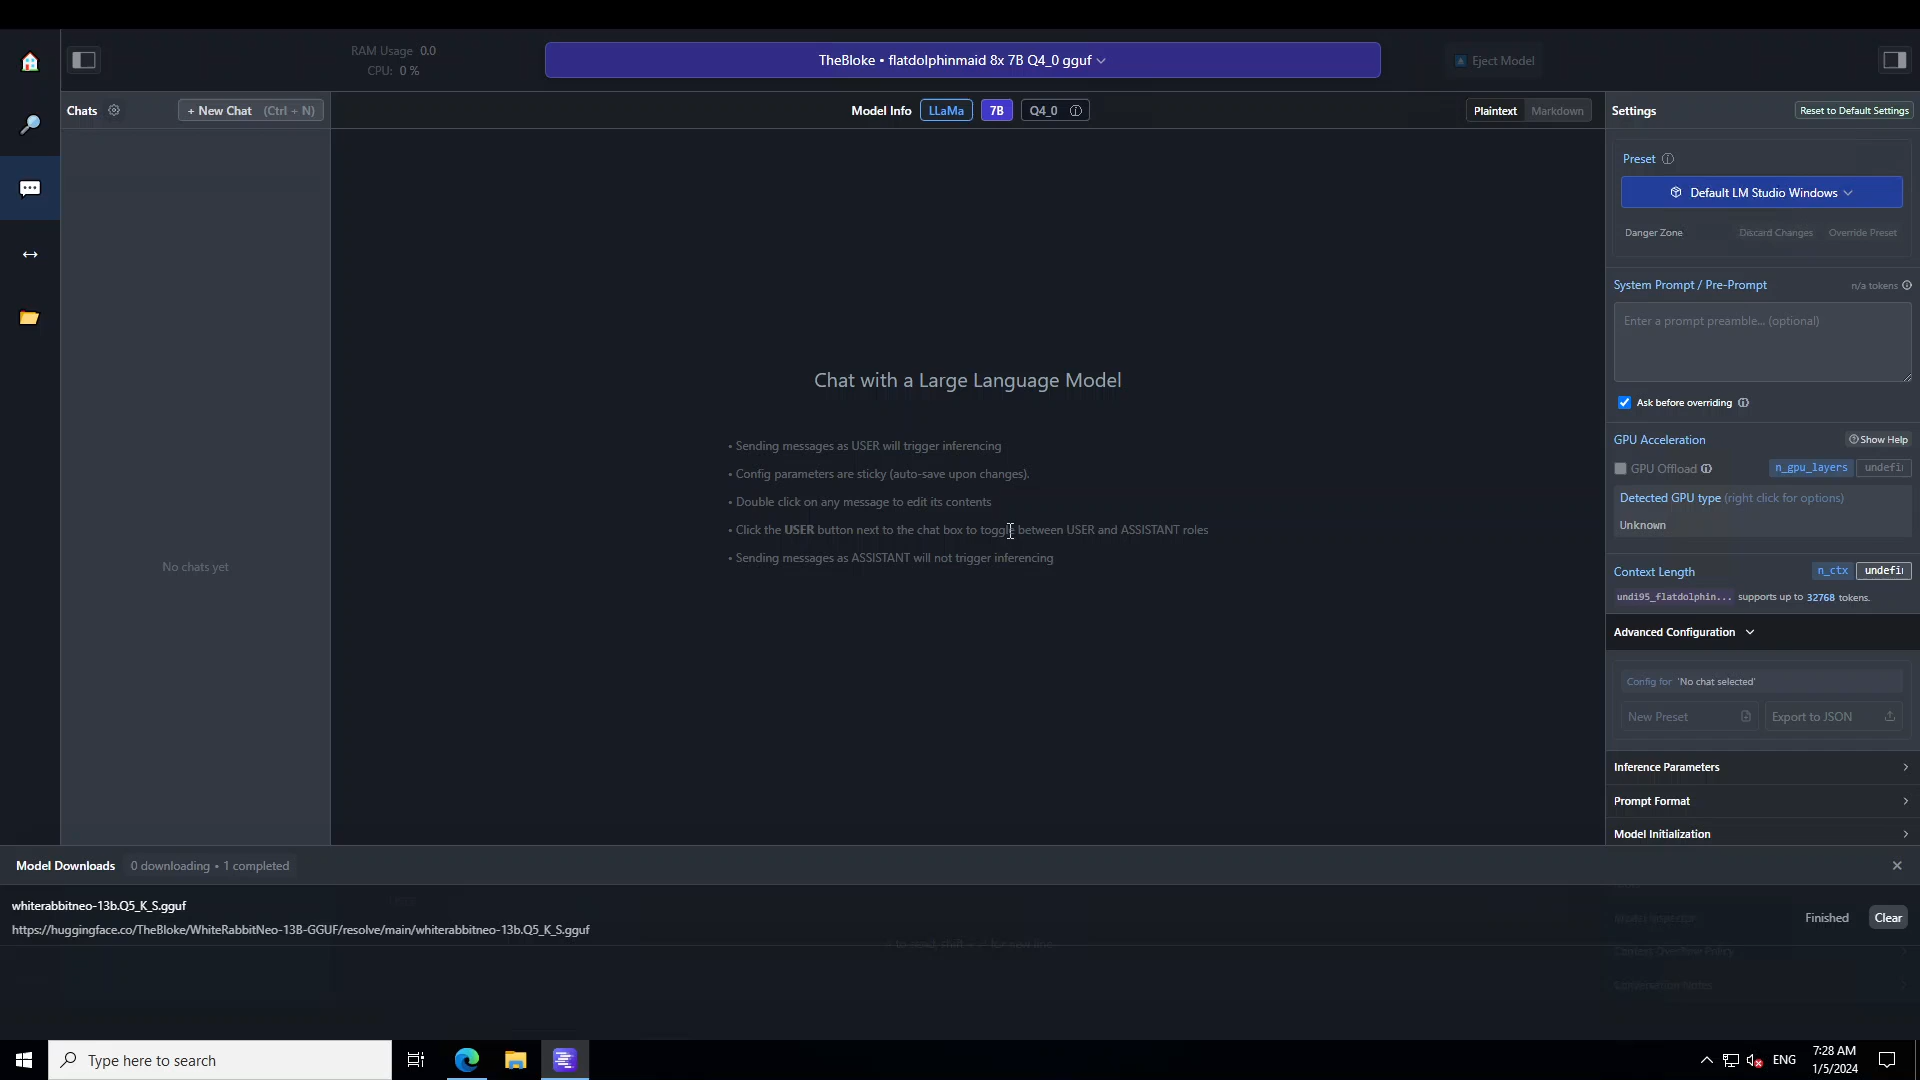 RAM Usage 0.0
CPU: 0 %
TheBloke • flatdolphinmaid 8x 7B Q4_0 gguf
Eject Model
Chats
+ New Chat (Ctrl + N)
Model Info LLaMa 7B Q4_0
Plaintext Markdown
Settings
Reset to Default Settings
Preset
Default LM Studio Windows
Danger Zone Discard Changes Override Preset
System Prompt / Pre-Prompt n/a tokens
Enter a prompt preamble... (optional)
Ask before overriding
GPU Acceleration Show Help
GPU Offload n_gpu_layers undefi
Detected GPU type (right click for options)
Unknown
Context Length n_ctx undefi
undi95_flatdolphin... supports up to 32768 tokens.
Advanced Configuration
Config for 'No chat selected'
New Preset Export to JSON
Inference Parameters
Prompt Format
Model Initialization
Chat with a Large Language Model
• Sending messages as USER will trigger inferencing
• Config parameters are sticky (auto-save upon changes).
• Double click on any message to edit its contents
• Click the USER button next to the chat box to toggle between USER and ASSISTANT roles
• Sending messages as ASSISTANT will not trigger inferencing
No chats yet
Model Downloads 0 downloading • 1 completed
whiterabbitneo-13b.Q5_K_S.gguf
https://huggingface.co/TheBloke/WhiteRabbitNeo-13B-GGUF/resolve/main/whiterabbitneo-13b.Q5_K_S.gguf
Finished Clear
Context Overflow Policy
Conversation Notes
Type here to search
ENG
7:28 AM
1/5/2024